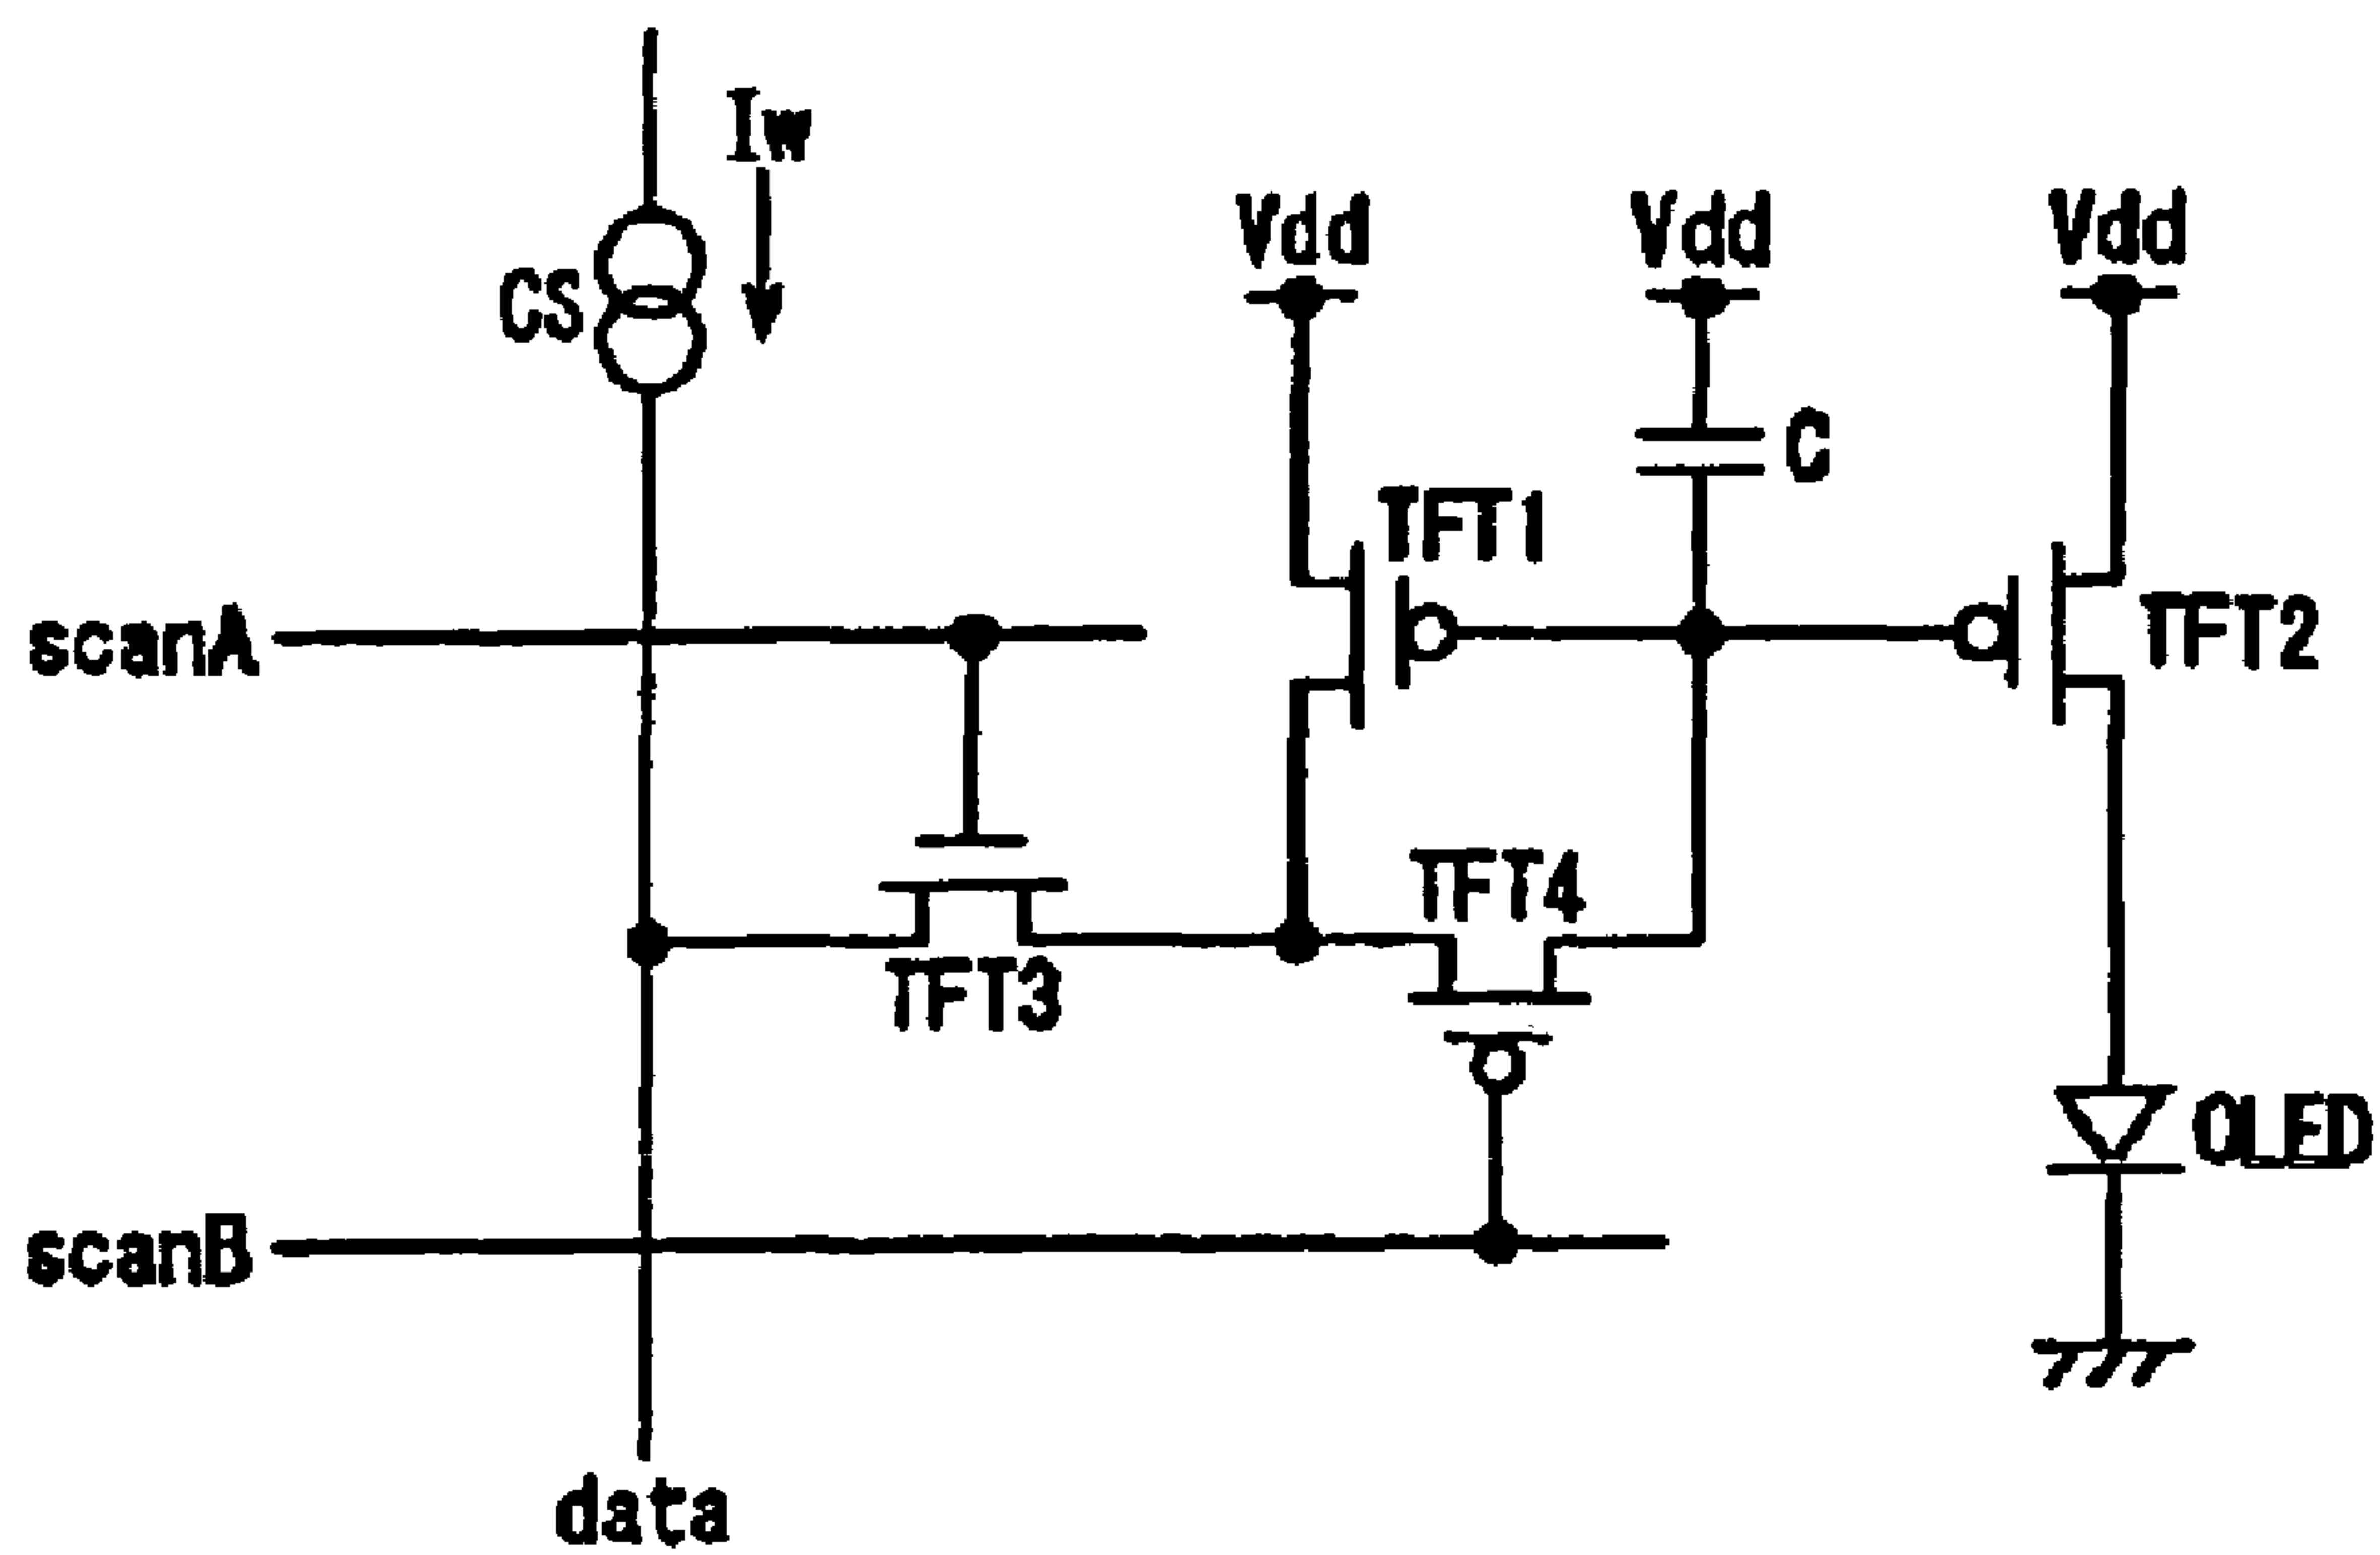 Iw
CS
Vdd
Vdd
Vdd
C
TFT1
scanA
TFT2
TFT4
TFT3
OLED
scanB
data